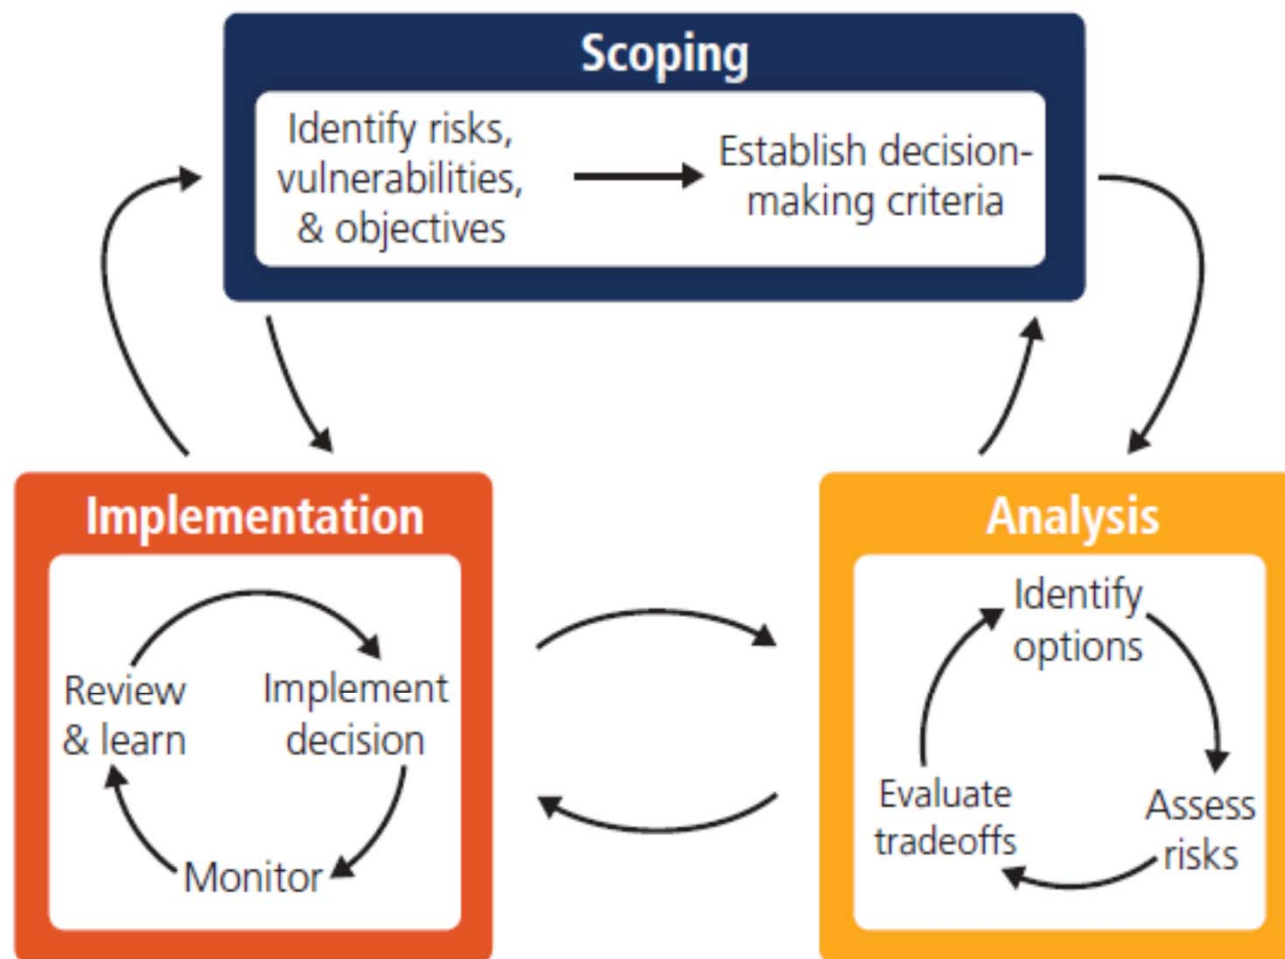 Scoping
Identify risks,
vulnerabilities,
& objectives
Establish decision-
making criteria
Implementation
Review
& learn
Implement
decision
Monitor
Analysis
Identify
options
Assess
risks
Evaluate
tradeoffs